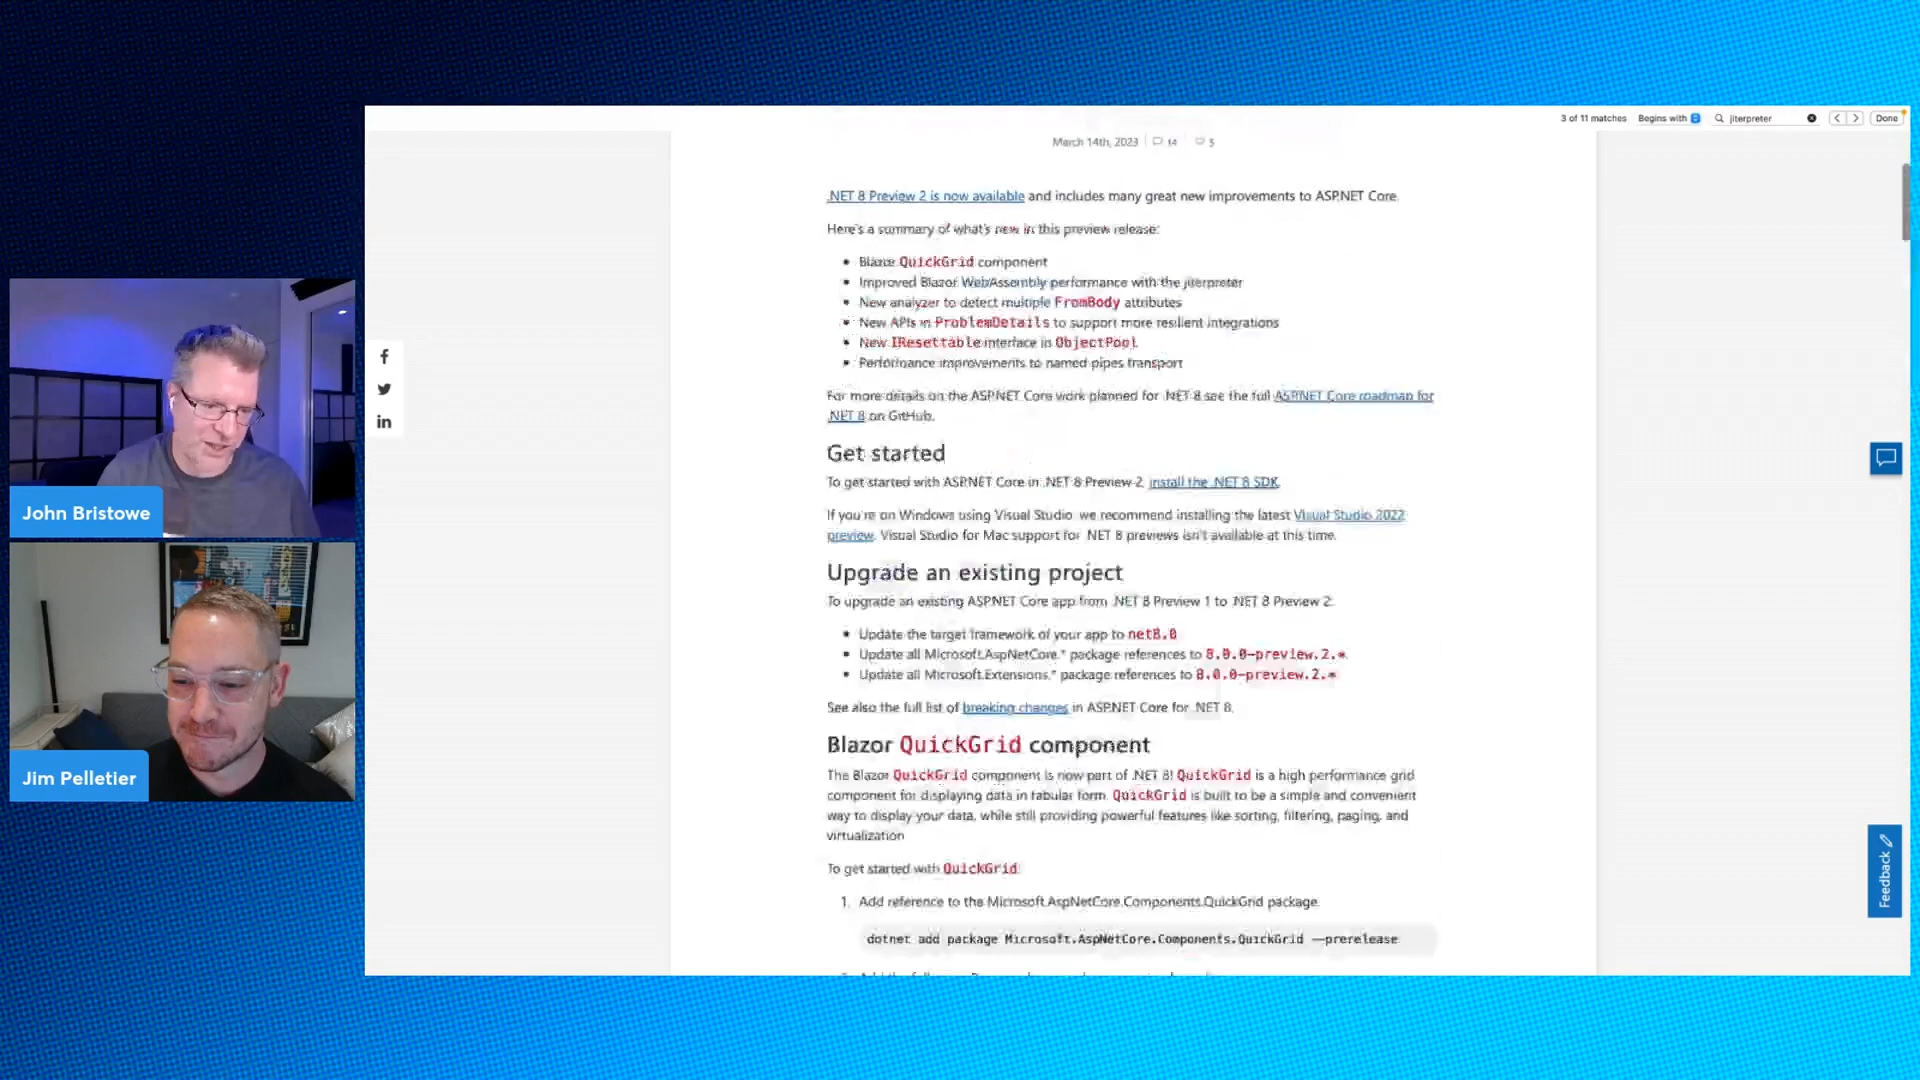 3 of 11 matches Begins with jiterpreter Done
March 14th, 2023 14 5
.NET 8 Preview 2 is now available and includes many great new improvements to ASP.NET Core.
Here's a summary of what's new in this preview release:
Blazor QuickGrid component
Improved Blazor WebAssembly performance with the jiterpreter
New analyzer to detect multiple FromBody attributes
New APIs in ProblemDetails to support more resilient integrations
New IResettable interface in ObjectPool
Performance improvements to named pipes transport
For more details on the ASP.NET Core work planned for .NET 8 see the full ASP.NET Core roadmap for
.NET 8 on GitHub.
Get started
To get started with ASP.NET Core in .NET 8 Preview 2, install the .NET 8 SDK.
If you're on Windows using Visual Studio, we recommend installing the latest Visual Studio 2022
preview. Visual Studio for Mac support for .NET 8 previews isn't available at this time.
Upgrade an existing project
To upgrade an existing ASP.NET Core app from .NET 8 Preview 1 to .NET 8 Preview 2:
Update the target framework of your app to net8.0
Update all Microsoft.AspNetCore.* package references to 8.0.0-preview.2.*.
Update all Microsoft.Extensions.* package references to 8.0.0-preview.2.*
See also the full list of breaking changes in ASP.NET Core for .NET 8.
Blazor QuickGrid component
The Blazor QuickGrid component is now part of .NET 8! QuickGrid is a high performance grid
component for displaying data in tabular form. QuickGrid is built to be a simple and convenient
way to display your data, while still providing powerful features like sorting, filtering, paging, and
virtualization.
To get started with QuickGrid:
1. Add reference to the Microsoft.AspNetCore.Components.QuickGrid package.
dotnet add package Microsoft.AspNetCore.Components.QuickGrid --prerelease
f
in
Feedback
John Bristowe
Jim Pelletier